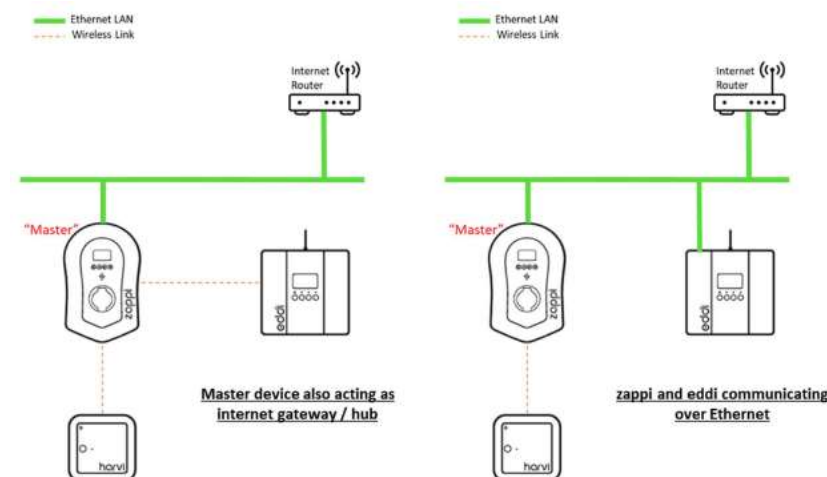 Ethernet LAN
Wireless Link
Internet
Router
"Master"
zappi
eddi
Master device also acting as
internet gateway / hub
harvi
Ethernet LAN
Wireless Link
Internet
Router
"Master"
zappi
eddi
zappi and eddi communicating
over Ethernet
harvi